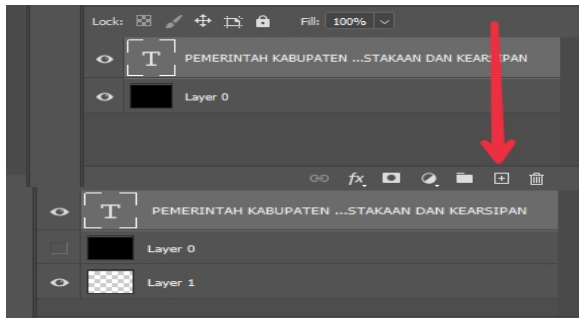 Lock: Fill: 100%
T PEMERINTAH KABUPATEN ...STAKAAN DAN KEARSIPAN
Layer 0
fx
T PEMERINTAH KABUPATEN ...STAKAAN DAN KEARSIPAN
Layer 0
Layer 1